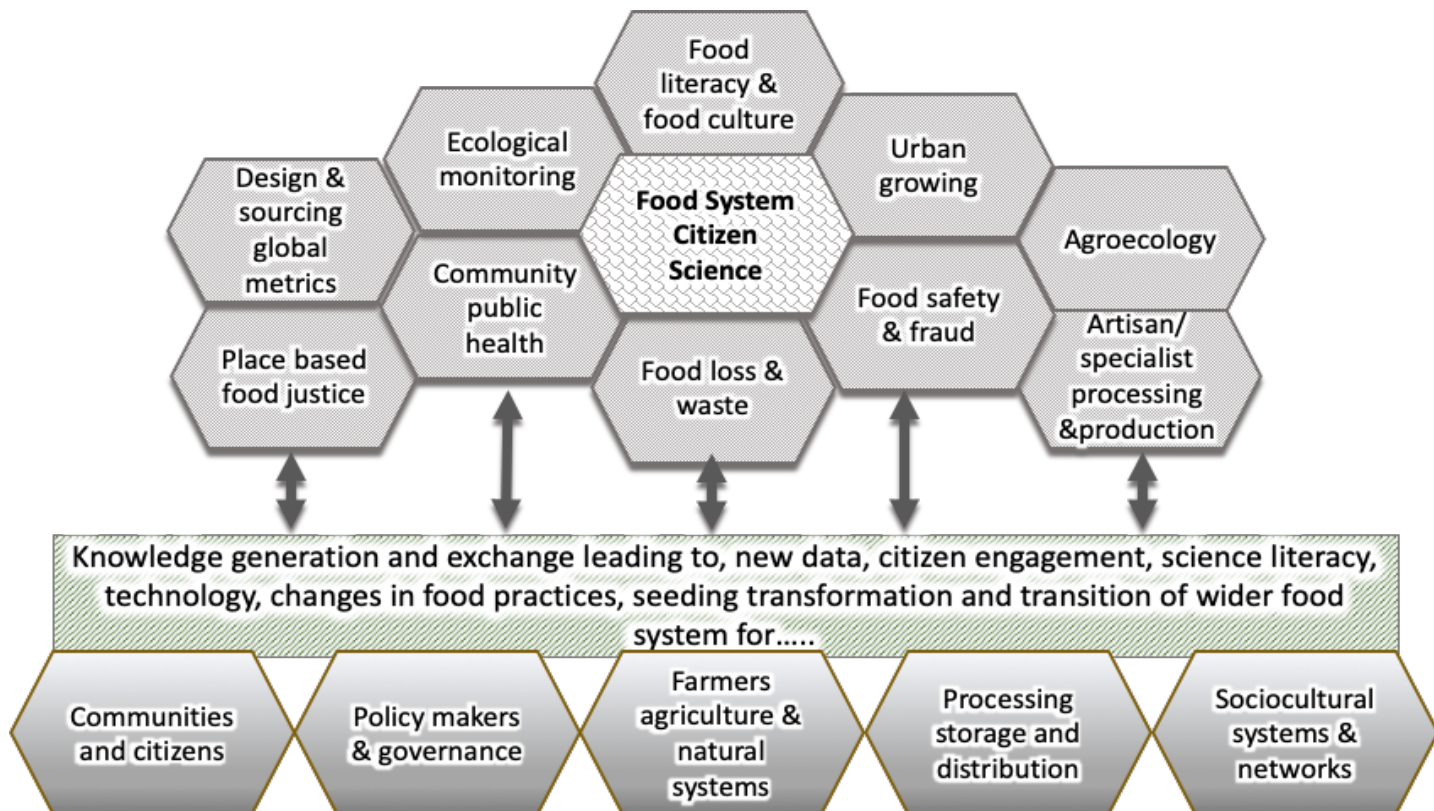 Food
literacy &
food culture
Ecological
monitoring
Urban
growing
Design &
sourcing
global
metrics
Food System
Citizen
Science
Agroecology
Community
public
health
Food safety
& fraud
Place based
food justice
Food loss &
waste
Artisan/
specialist
processing
&production
Knowledge generation and exchange leading to, new data, citizen engagement, science literacy,
technology, changes in food practices, seeding transformation and transition of wider food
system for.....
Communities
and citizens
Policy makers
& governance
Farmers
agriculture &
natural
systems
Processing
storage and
distribution
Sociocultural
systems &
networks